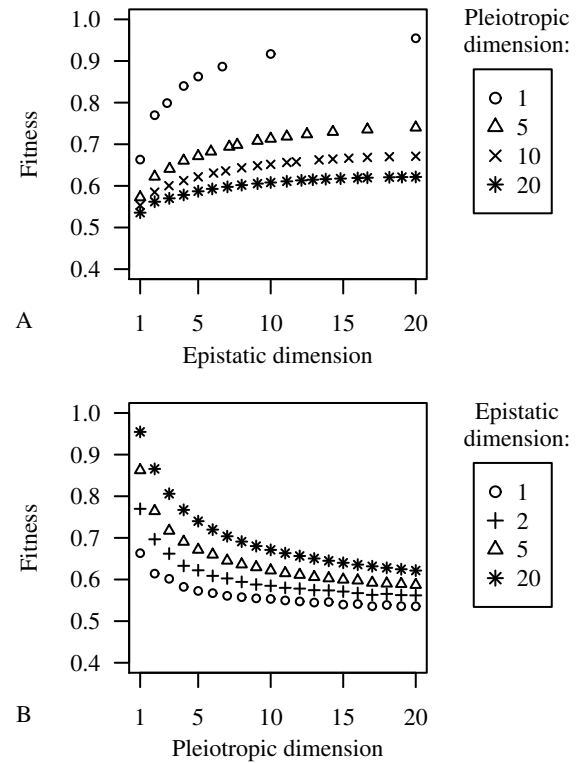 1.0
0.9
0.8
0.7
0.6
0.5
0.4
Fitness
1 5 10 15 20
Epistatic dimension
A
Pleiotropic
dimension:
1
5
10
20
1.0
0.9
0.8
0.7
0.6
0.5
0.4
Fitness
1 5 10 15 20
Pleiotropic dimension
B
Epistatic
dimension:
1
2
5
20